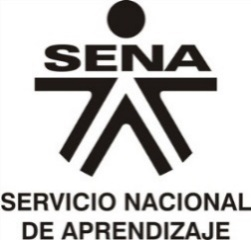 SENA
SERVICIO NACIONAL
DE APRENDIZAJE